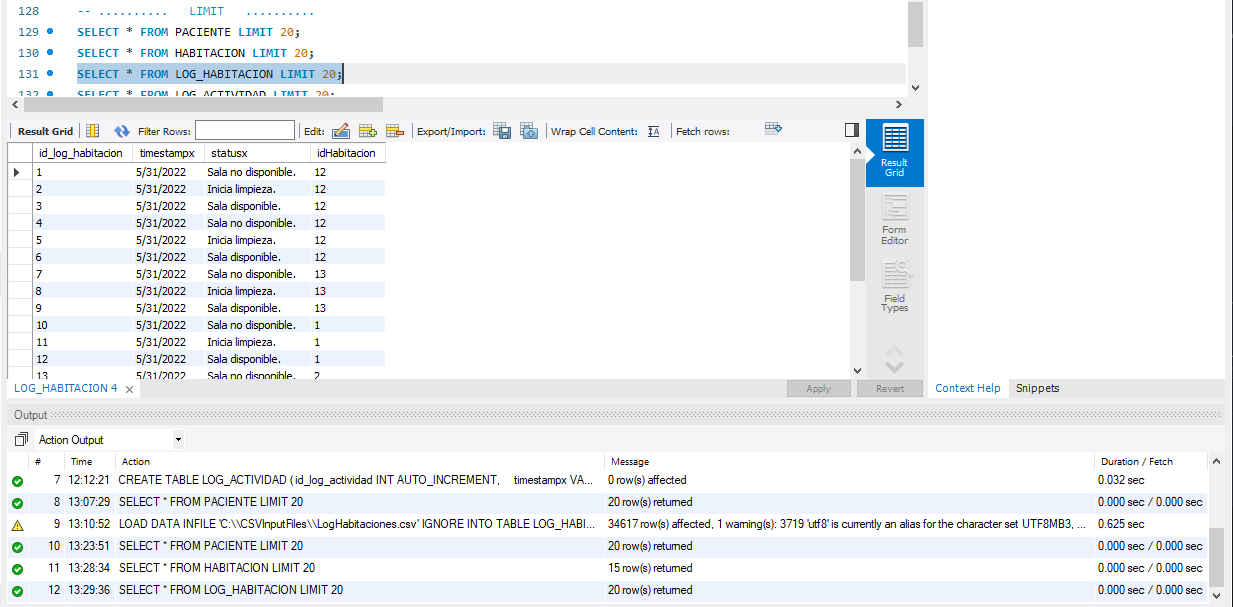 128 -- .......... LIMIT ..........
129 SELECT * FROM PACIENTE LIMIT 20;
130 SELECT * FROM HABITACION LIMIT 20;
131 SELECT * FROM LOG_HABITACION LIMIT 20;
132 SELECT * FROM LOG_ACTIVIDAD LIMIT 20;
Result Grid Filter Rows: Edit: Export/Import: Wrap Cell Content: Fetch rows:
id_log_habitacion timestampx statusx idHabitacion
1 5/31/2022 Sala no disponible. 12
2 5/31/2022 Inicia limpieza. 12
3 5/31/2022 Sala disponible. 12
4 5/31/2022 Sala no disponible. 12
5 5/31/2022 Inicia limpieza. 12
6 5/31/2022 Sala disponible. 12
7 5/31/2022 Sala no disponible. 13
8 5/31/2022 Inicia limpieza. 13
9 5/31/2022 Sala disponible. 13
10 5/31/2022 Sala no disponible. 1
11 5/31/2022 Inicia limpieza. 1
12 5/31/2022 Sala disponible. 1
13 5/31/2022 Sala no disponible. 2
Result
Grid
Form
Editor
Field
Types
LOG_HABITACION 4 Apply Revert Context Help Snippets
Output
Action Output
# Time Action Message Duration / Fetch
7 12:12:21 CREATE TABLE LOG_ACTIVIDAD ( id_log_actividad INT AUTO_INCREMENT, timestampx VA... 0 row(s) affected 0.032 sec
8 13:07:29 SELECT * FROM PACIENTE LIMIT 20 20 row(s) returned 0.000 sec / 0.000 sec
9 13:10:52 LOAD DATA INFILE 'C:\\CSVInputFiles\\LogHabitaciones.csv' IGNORE INTO TABLE LOG_HABI... 34617 row(s) affected, 1 warning(s): 3719 'utf8' is currently an alias for the character set UTF8MB3, ... 0.625 sec
10 13:23:51 SELECT * FROM PACIENTE LIMIT 20 20 row(s) returned 0.000 sec / 0.000 sec
11 13:28:34 SELECT * FROM HABITACION LIMIT 20 15 row(s) returned 0.000 sec / 0.000 sec
12 13:29:36 SELECT * FROM LOG_HABITACION LIMIT 20 20 row(s) returned 0.000 sec / 0.000 sec